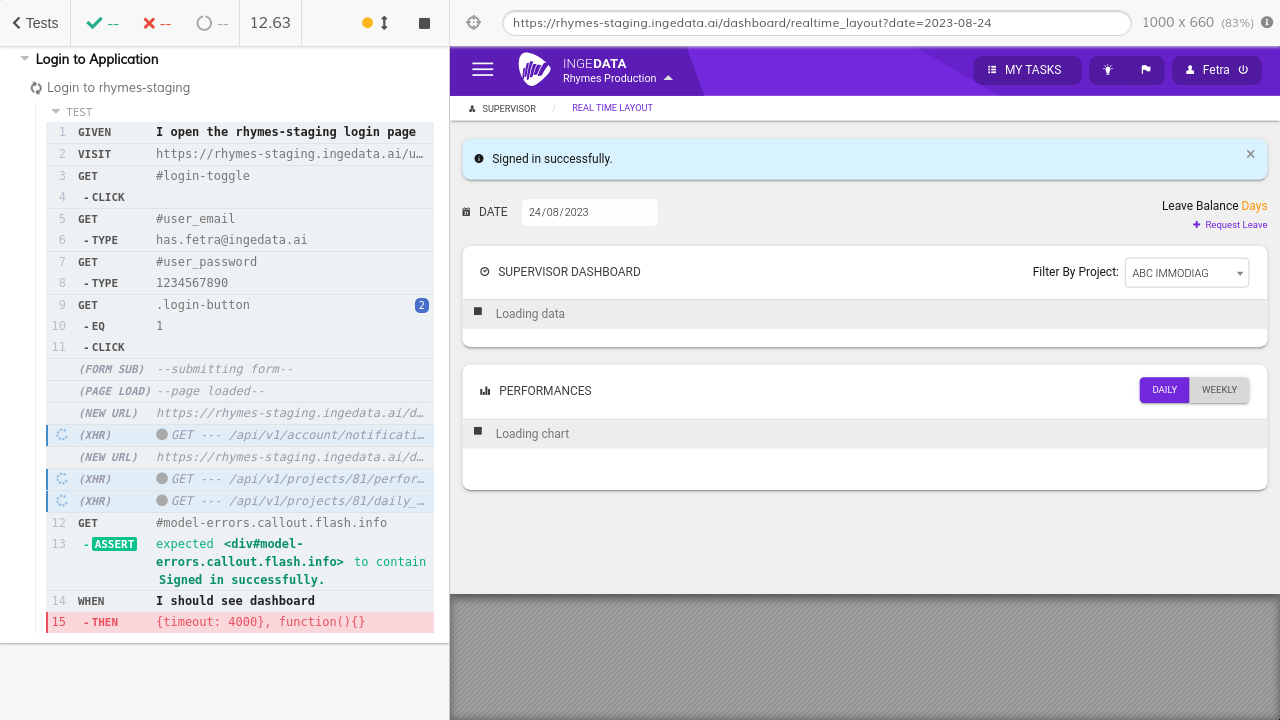 Tests
--
--
--
12.63
https://rhymes-staging.ingedata.ai/dashboard/realtime_layout?date=2023-08-24
1000 x 660 (83%)
Login to Application
Login to rhymes-staging
TEST
1 GIVEN I open the rhymes-staging login page
2 VISIT https://rhymes-staging.ingedata.ai/u…
3 GET #login-toggle
4 - CLICK
5 GET #user_email
6 - TYPE has.fetra@ingedata.ai
7 GET #user_password
8 - TYPE 1234567890
9 GET .login-button 2
10 - EQ 1
11 - CLICK
(FORM SUB) --submitting form--
(PAGE LOAD) --page loaded--
(NEW URL) https://rhymes-staging.ingedata.ai/d…
(XHR) GET --- /api/v1/account/notificati…
(NEW URL) https://rhymes-staging.ingedata.ai/d…
(XHR) GET --- /api/v1/projects/81/perfor…
(XHR) GET --- /api/v1/projects/81/daily_…
12 GET #model-errors.callout.flash.info
13 - ASSERT expected <div#model-
errors.callout.flash.info> to contain
Signed in successfully.
14 WHEN I should see dashboard
15 - THEN {timeout: 4000}, function(){}
INGEDATA
Rhymes Production
MY TASKS
Fetra
SUPERVISOR / REAL TIME LAYOUT
Signed in successfully. ×
DATE 24/08/2023
Leave Balance Days
+ Request Leave
SUPERVISOR DASHBOARD
Filter By Project: ABC IMMODIAG
Loading data
PERFORMANCES
DAILY WEEKLY
Loading chart